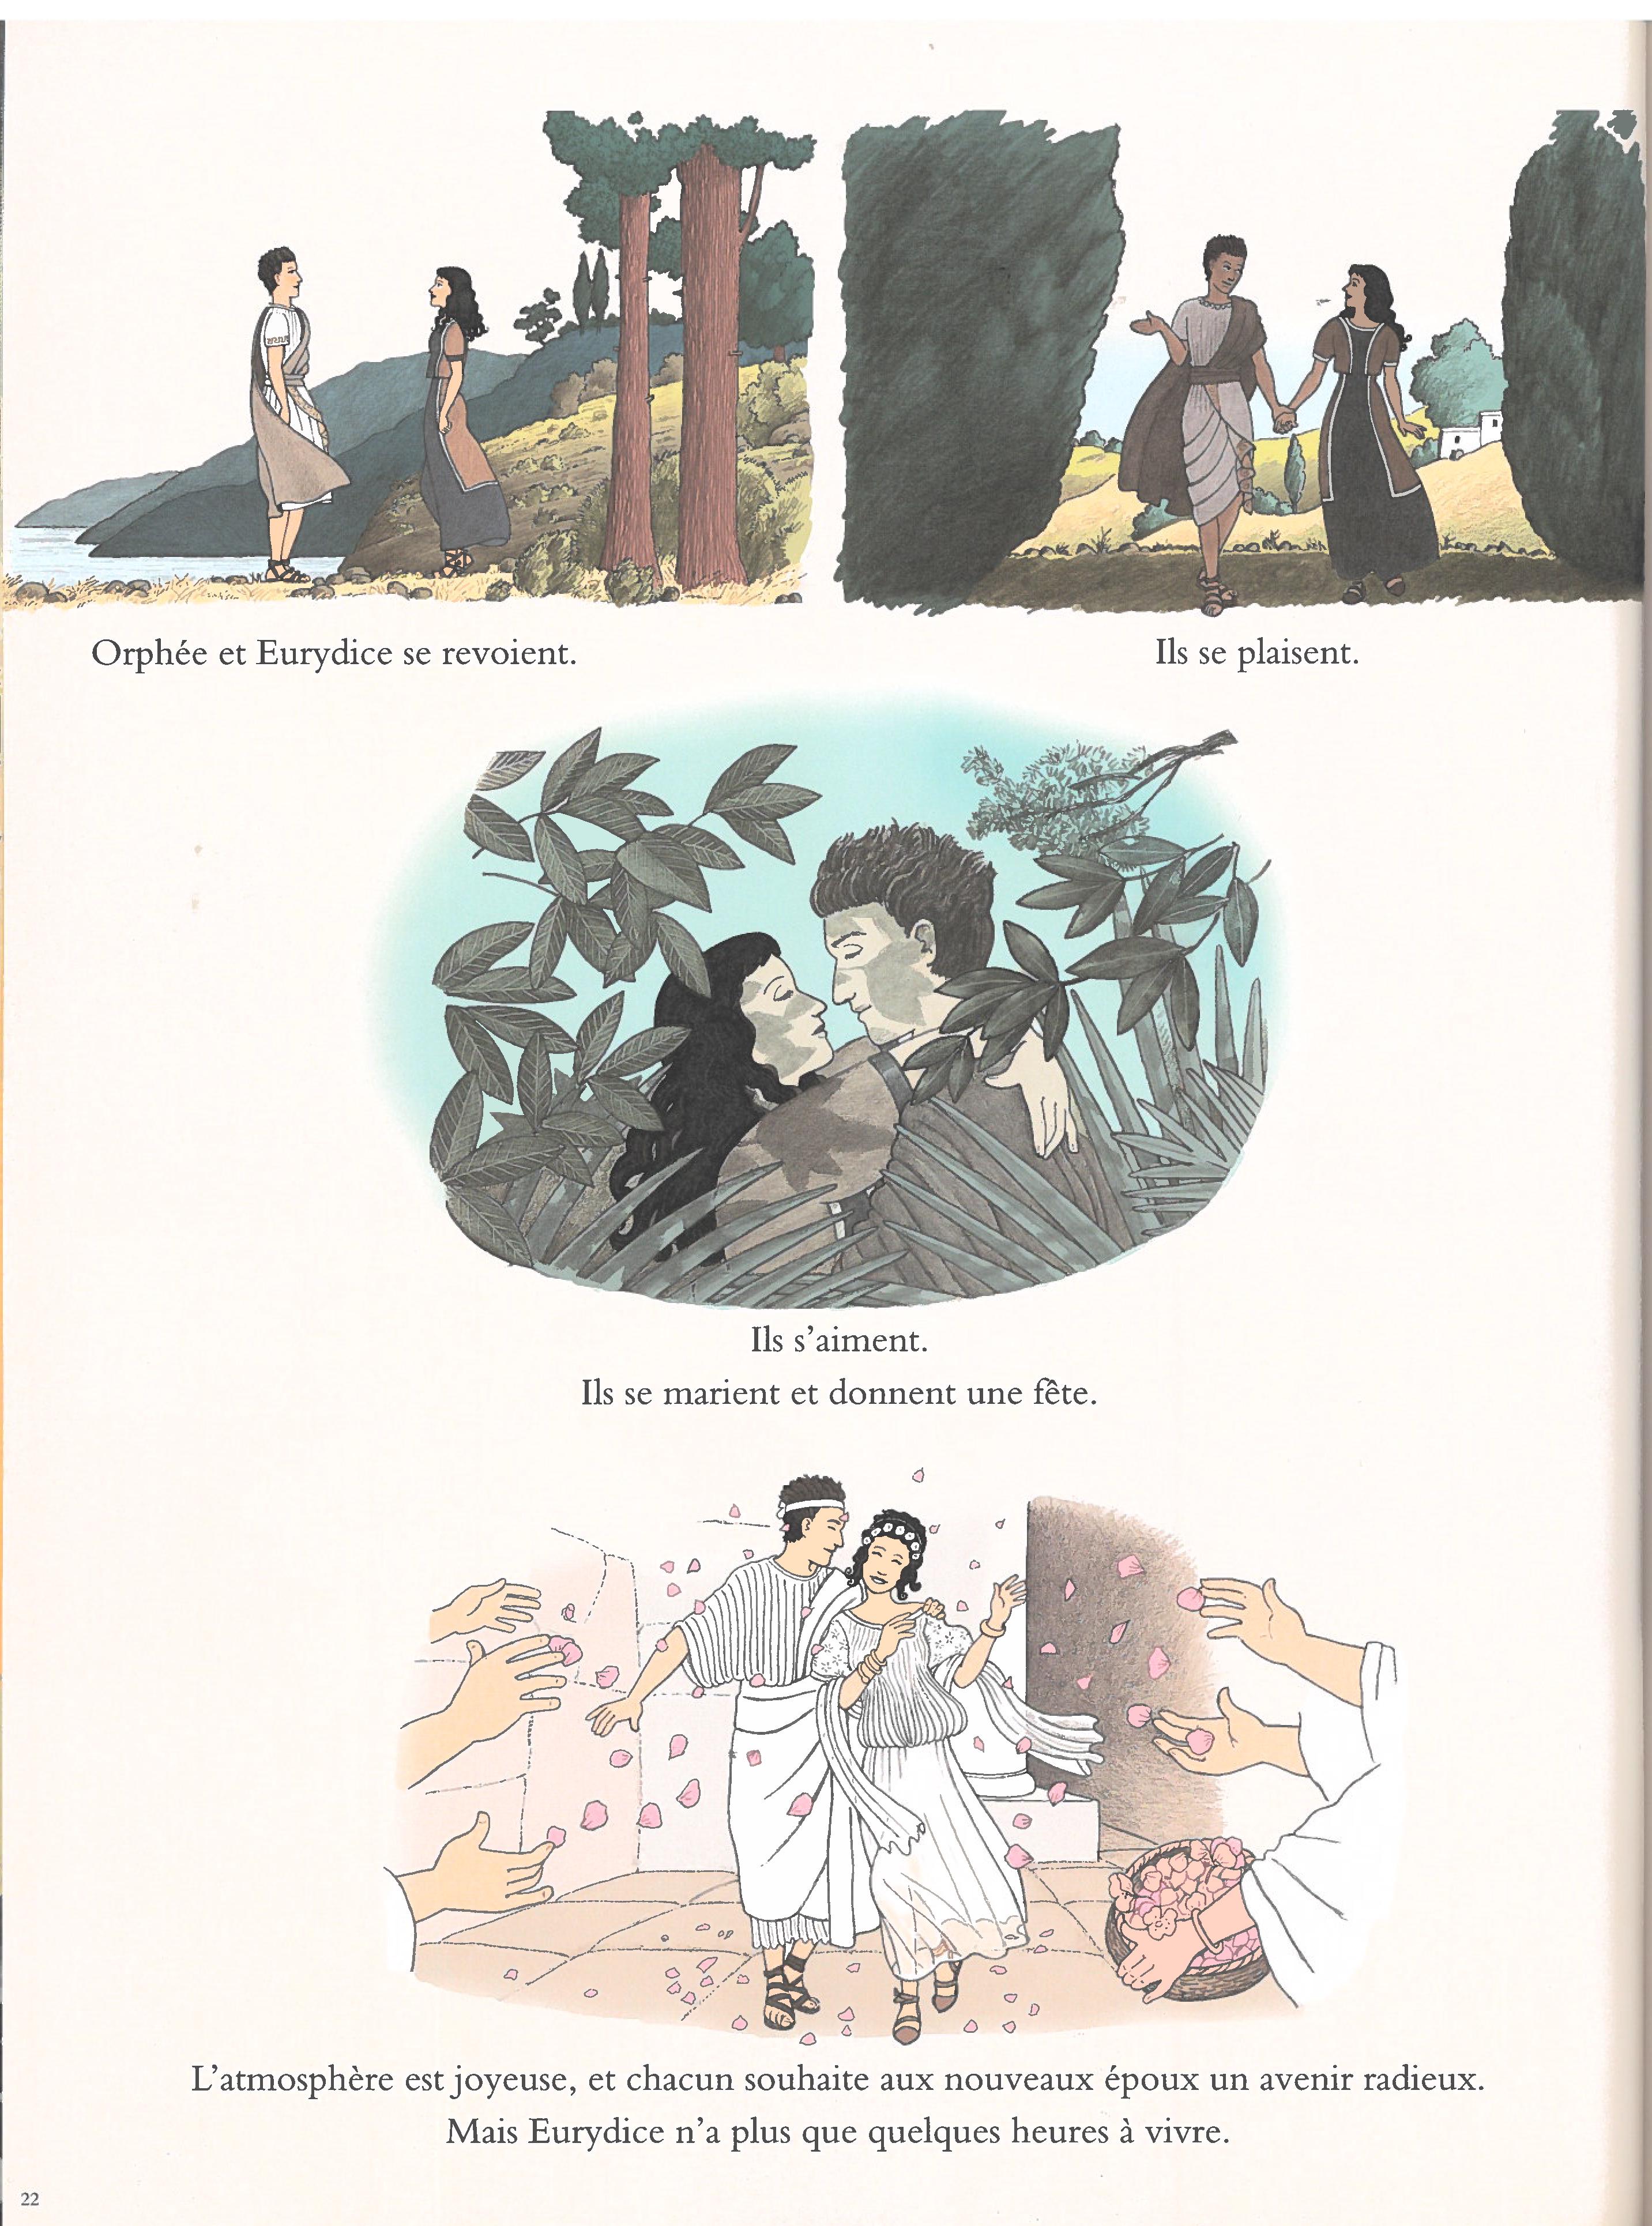 Orphée et Eurydice se revoient.
Ils se plaisent.
Ils s'aiment.
Ils se marient et donnent une fête.
L'atmosphère est joyeuse, et chacun souhaite aux nouveaux époux un avenir radieux.
Mais Eurydice n'a plus que quelques heures à vivre.
22